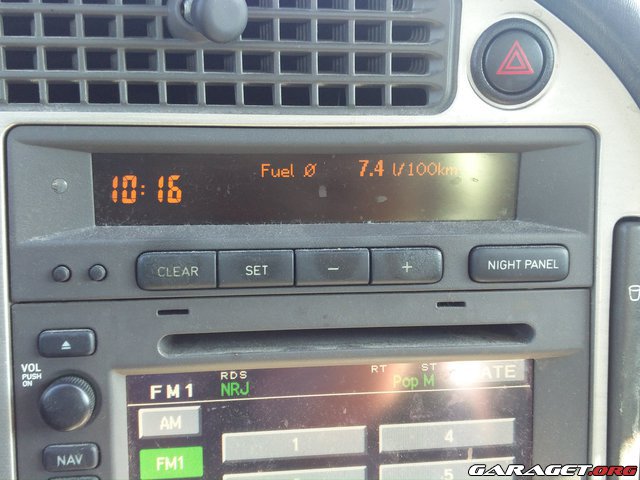 Fuel Ø 7.4 l/100km
10:16
CLEAR SET − + NIGHT PANEL
VOL
PUSH
ON
RDS RT ST
FM1 NRJ Pop M
AM
1 4
NAV
FM1
5
GARAGET.ORG